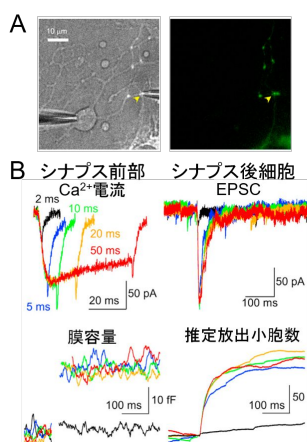 A
10 μm
B
シナプス前部 シナプス後細胞
Ca²⁺電流 EPSC
2 ms
10 ms
20 ms
50 ms
5 ms
20 ms
50 pA
100 ms
50 pA
膜容量 推定放出小胞数
100 ms
10 fF
100 ms
50